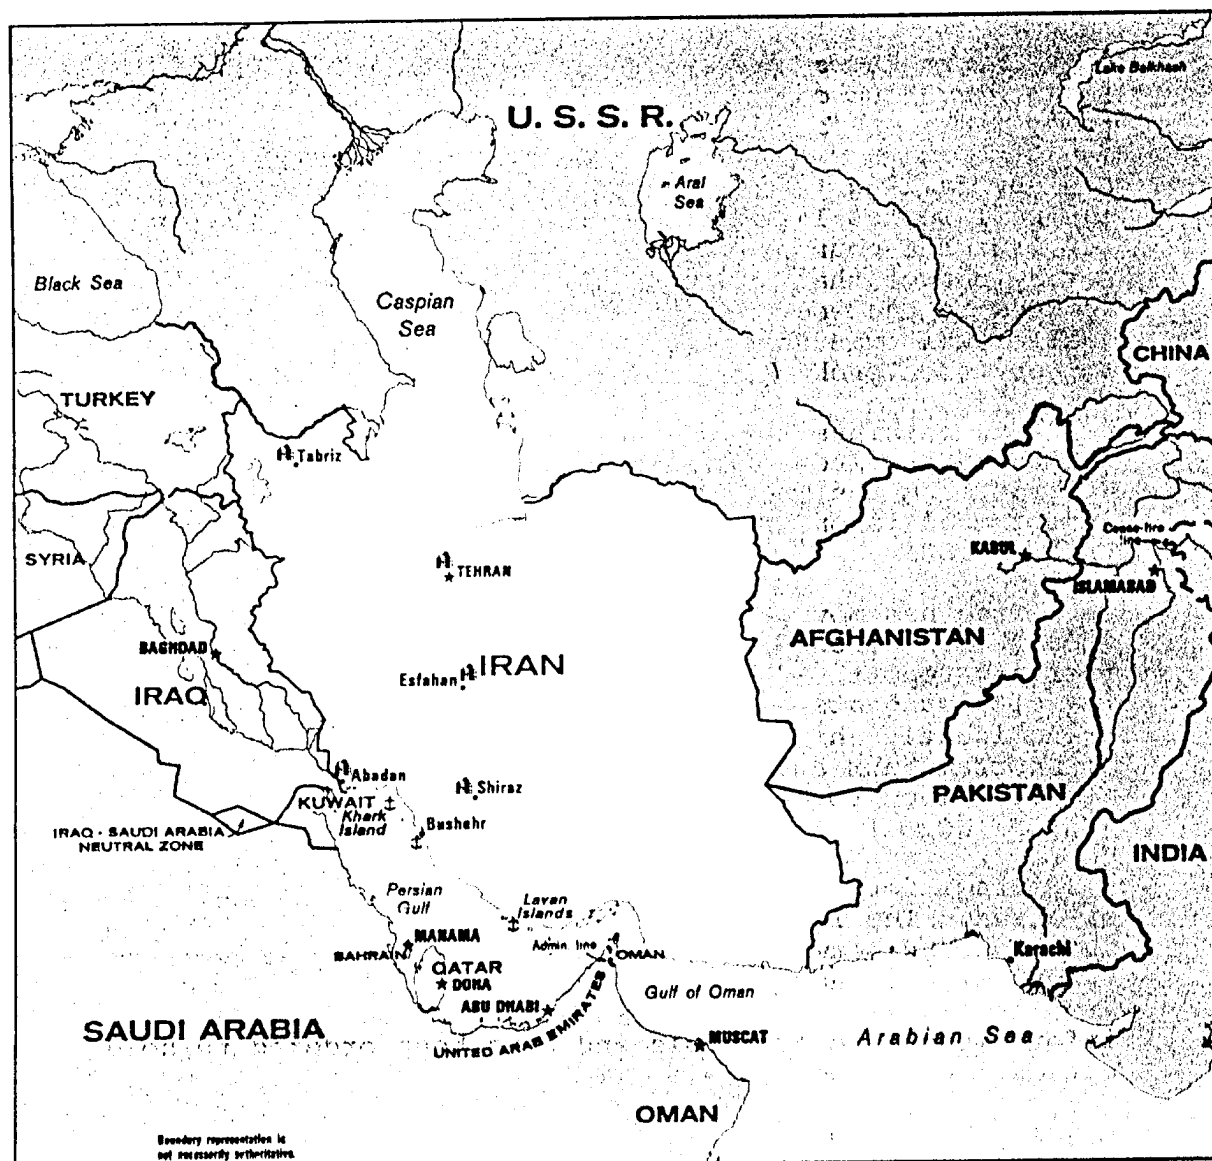 Lake Balkhash
U. S. S. R.
Aral
Sea
Black Sea
Caspian
Sea
CHINA
TURKEY
Tabriz
Cease-fire
line
SYRIA
KABUL
TEHRAN
ISLAMABAD
AFGHANISTAN
BAGHDAD
IRAN
Esfahan
IRAQ
Abadan
Shiraz
KUWAIT
Khark
Island
PAKISTAN
Bushehr
IRAQ - SAUDI ARABIA
NEUTRAL ZONE
INDIA
Persian
Gulf
Lavan
Islands
MANAMA
Admin. line
BAHRAIN
OMAN
Karachi
QATAR
DOHA
ABU DHABI
Gulf of Oman
SAUDI ARABIA
UNITED ARAB EMIRATES
MUSCAT
Arabian Sea
OMAN
Boundary representation is
not necessarily authoritative.